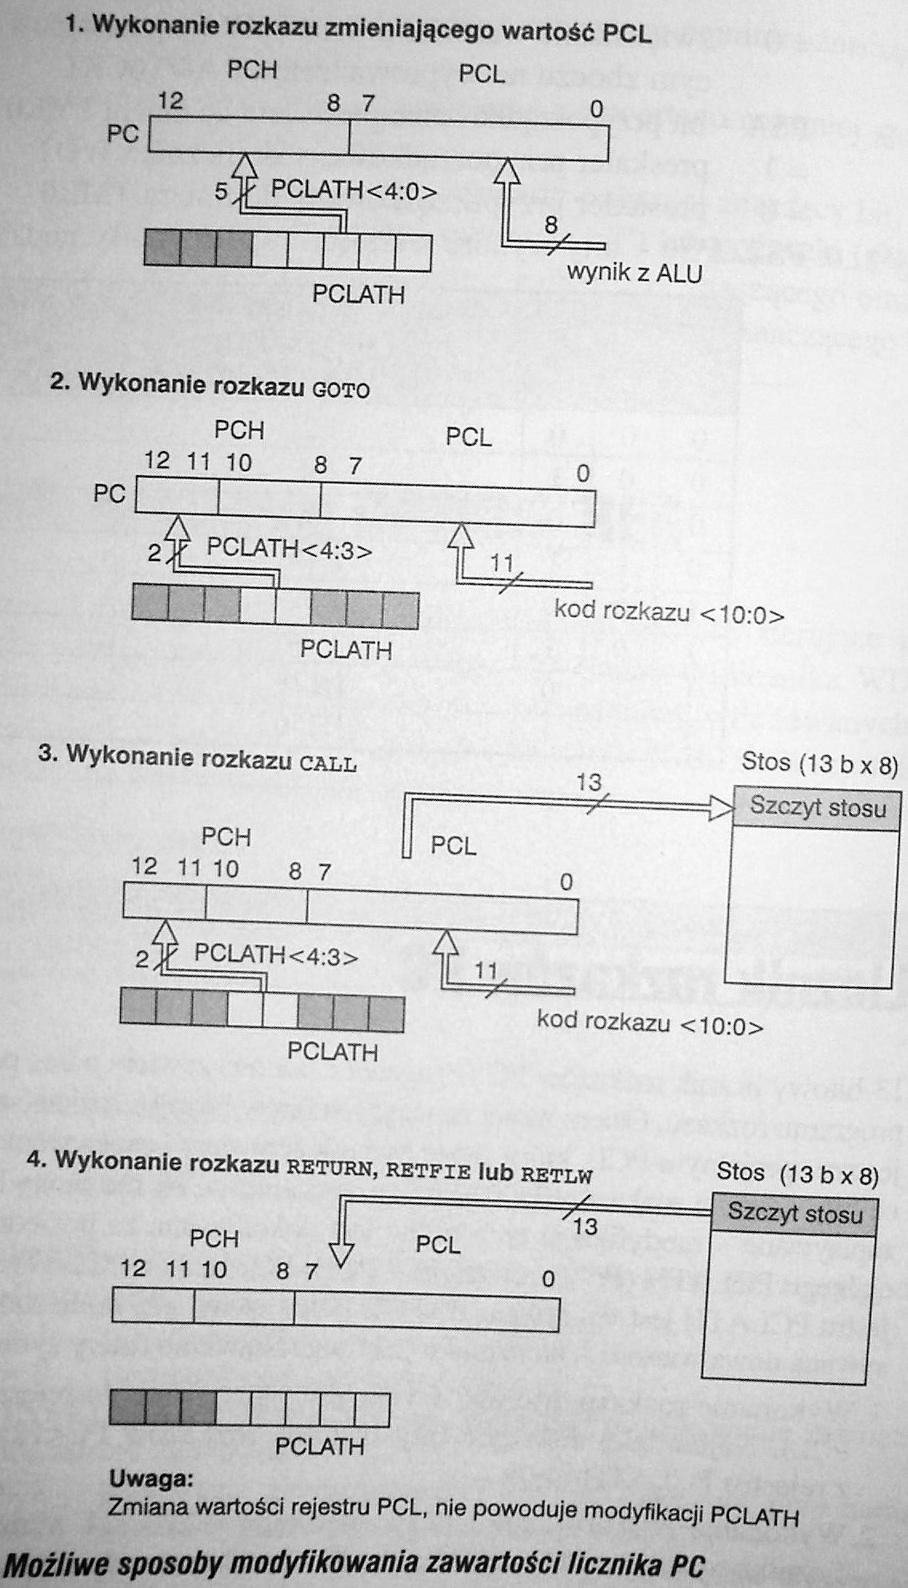 1. Wykonanie rozkazu zmieniającego wartość PCL
PCH PCL
12 8 7 0
PC
5 PCLATH<4:0>
8
wynik z ALU
PCLATH
2. Wykonanie rozkazu GOTO
PCH PCL
12 11 10 8 7 0
PC
2 PCLATH<4:3>
11
kod rozkazu <10:0>
PCLATH
3. Wykonanie rozkazu CALL
Stos (13 b x 8)
13
Szczyt stosu
PCH PCL
12 11 10 8 7 0
2 PCLATH<4:3>
11
kod rozkazu <10:0>
PCLATH
4. Wykonanie rozkazu RETURN, RETFIE lub RETLW
Stos (13 b x 8)
13
Szczyt stosu
PCH PCL
12 11 10 8 7 0
PCLATH
Uwaga:
Zmiana wartości rejestru PCL, nie powoduje modyfikacji PCLATH
Możliwe sposoby modyfikowania zawartości licznika PC